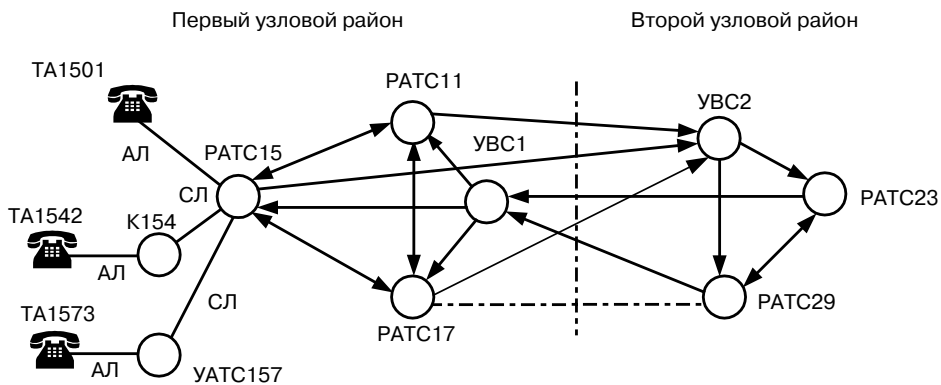 Первый узловой район
Второй узловой район
ТА1501
РАТС11
УВС2
АЛ
РАТС15
УВС1
СЛ
РАТС23
ТА1542
К154
АЛ
СЛ
ТА1573
РАТС17
РАТС29
АЛ
УАТС157